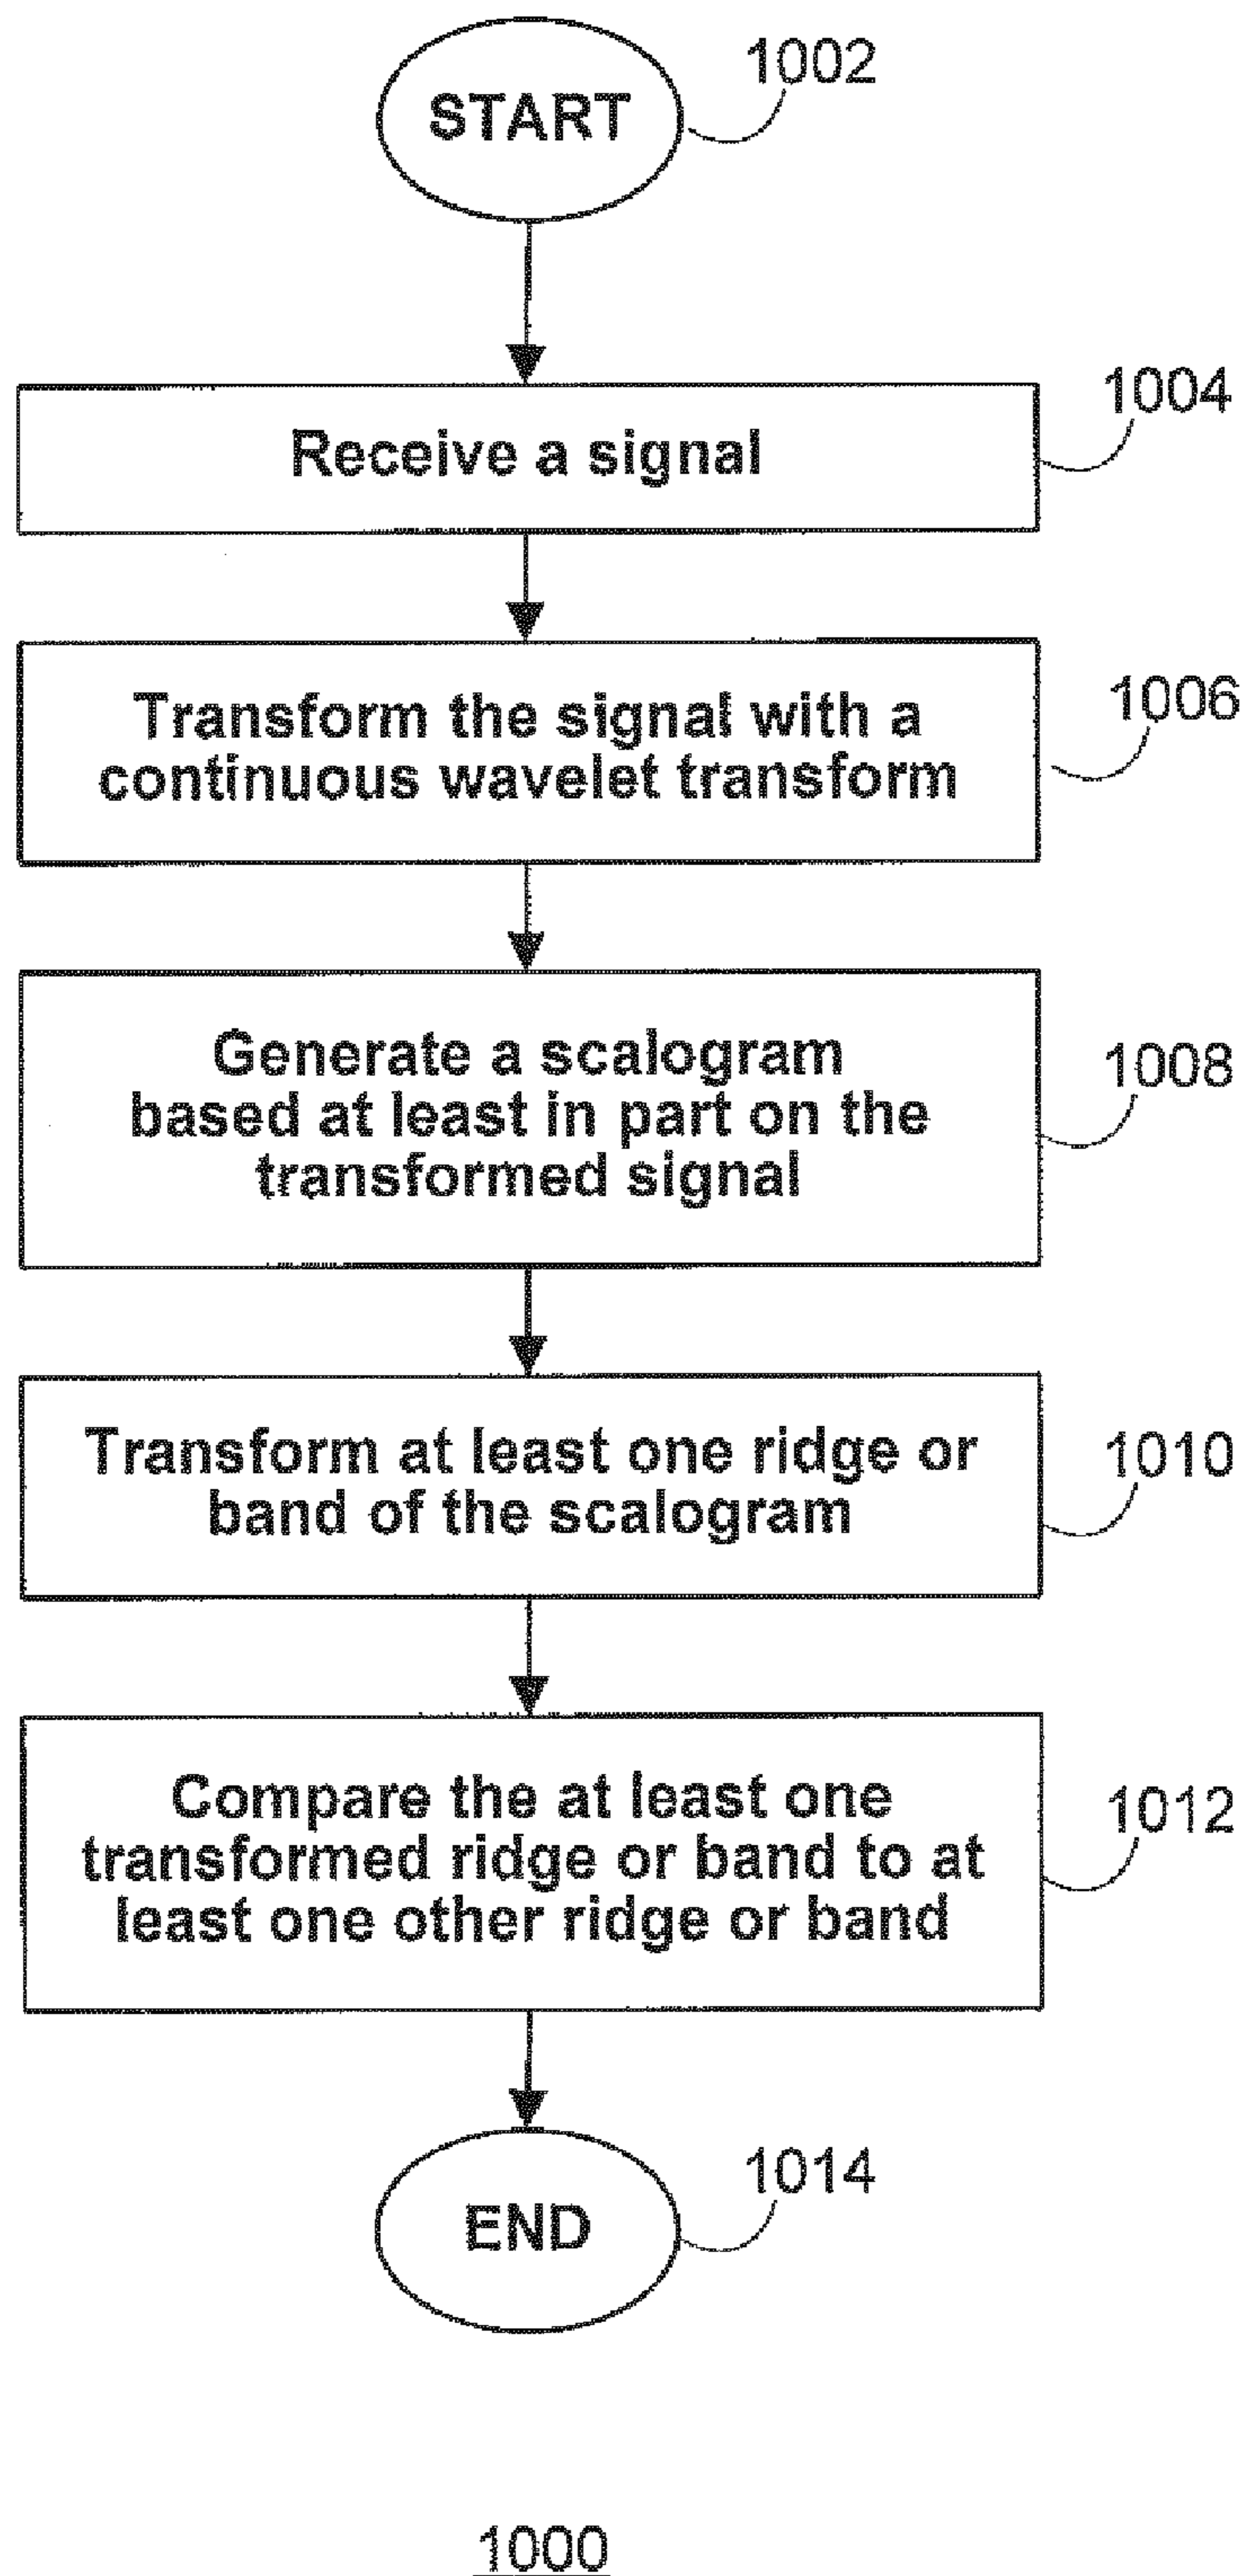 START
1002
Receive a signal
1004
Transform the signal with a
continuous wavelet transform
1006
Generate a scalogram
based at least in part on the
transformed signal
1008
Transform at least one ridge or
band of the scalogram
1010
Compare the at least one
transformed ridge or band to at
least one other ridge or band
1012
END
1014
1000